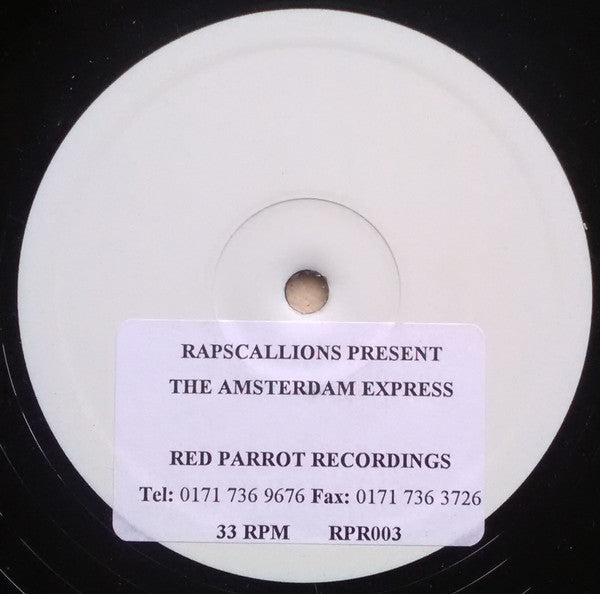 RAPSCALLIONS PRESENT
THE AMSTERDAM EXPRESS
RED PARROT RECORDINGS
Tel: 0171 736 9676 Fax: 0171 736 3726
33 RPM RPR003